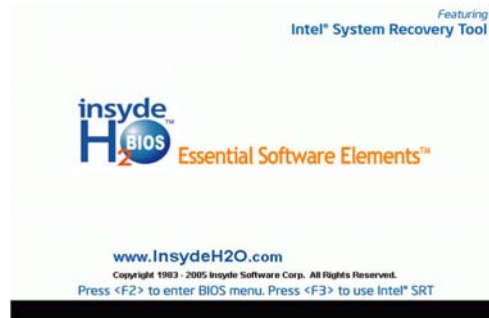 Featuring
Intel® System Recovery Tool
insyde
H2O BIOS™
Essential Software Elements™
www.InsydeH2O.com
Copyright 1983 - 2005 Insyde Software Corp. All Rights Reserved.
Press <F2> to enter BIOS menu. Press <F3> to use Intel® SRT